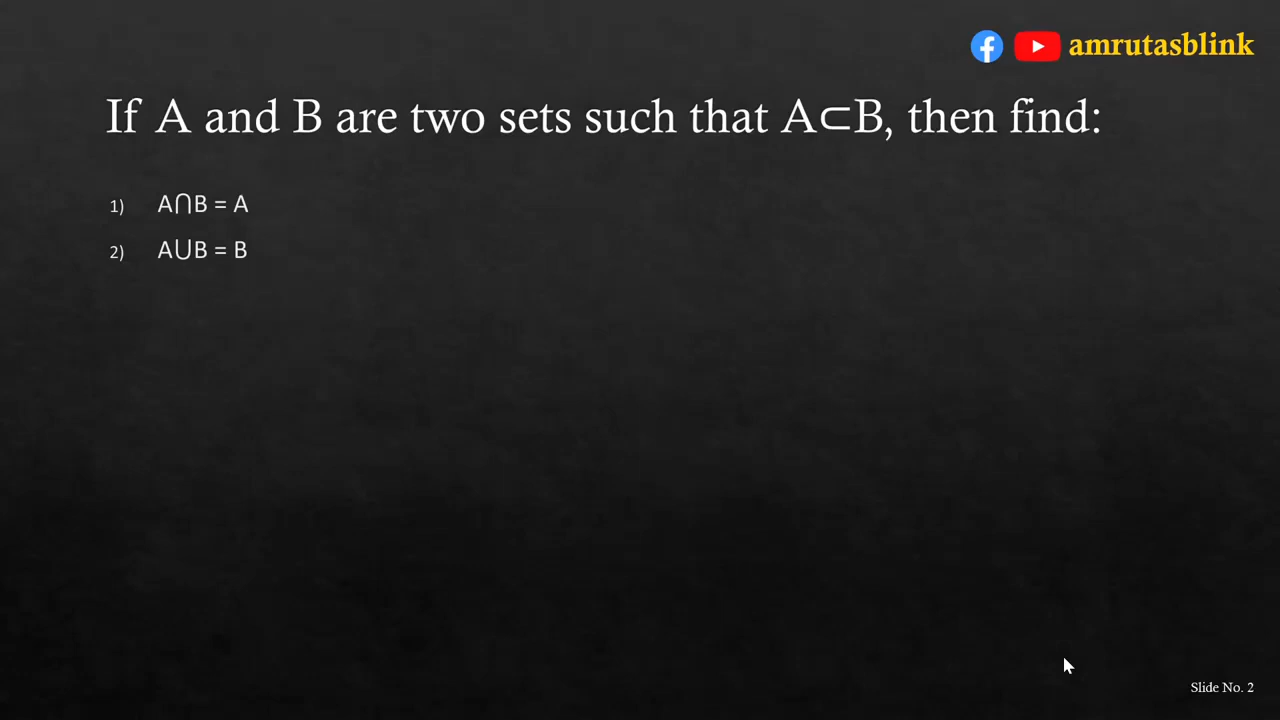 amrutasblink
If A and B are two sets such that A⊂B, then find:
1) A⋂B = A
2) A⋃B = B
Slide No. 2